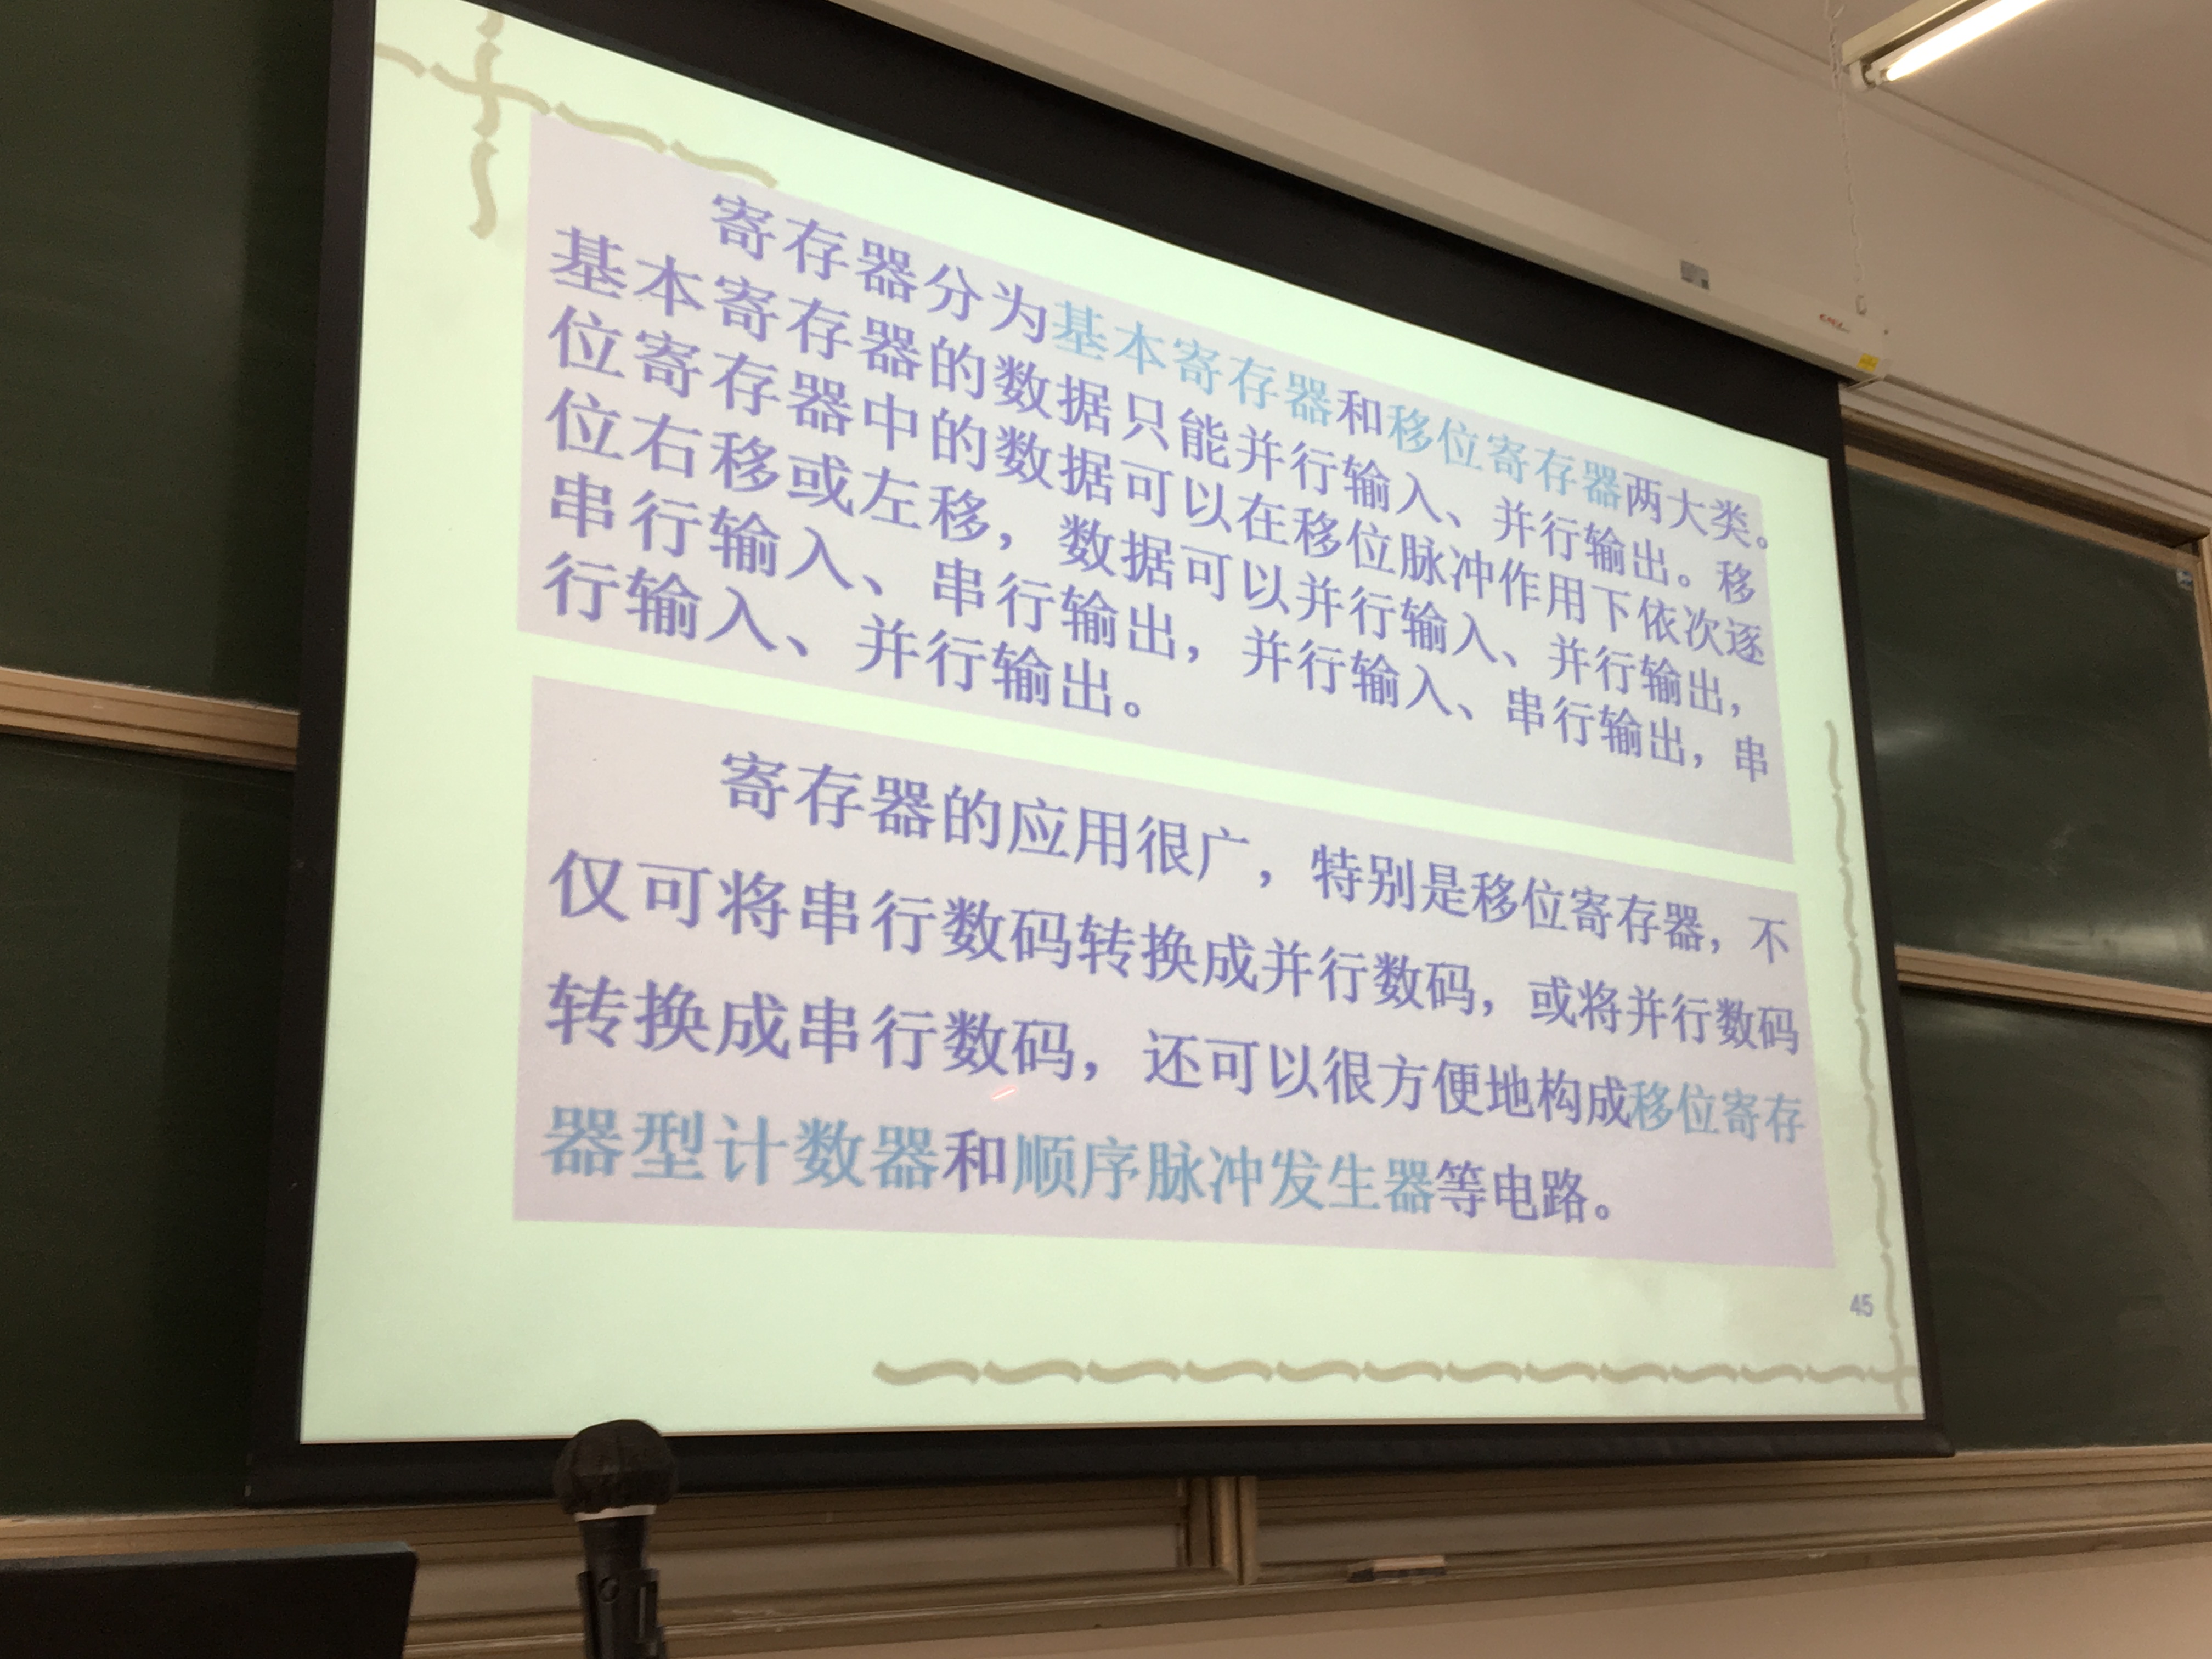 寄存器分为基本寄存器和移位寄存器两大类。
基本寄存器的数据只能并行输入、并行输出。移
位寄存器中的数据可以在移位脉冲作用下依次逐
位右移或左移，数据可以并行输入、并行输出，
串行输入、串行输出，并行输入、串行输出，串
行输入、并行输出。
寄存器的应用很广，特别是移位寄存器，不
仅可将串行数码转换成并行数码，或将并行数码
转换成串行数码，还可以很方便地构成移位寄存
器型计数器和顺序脉冲发生器等电路。
45